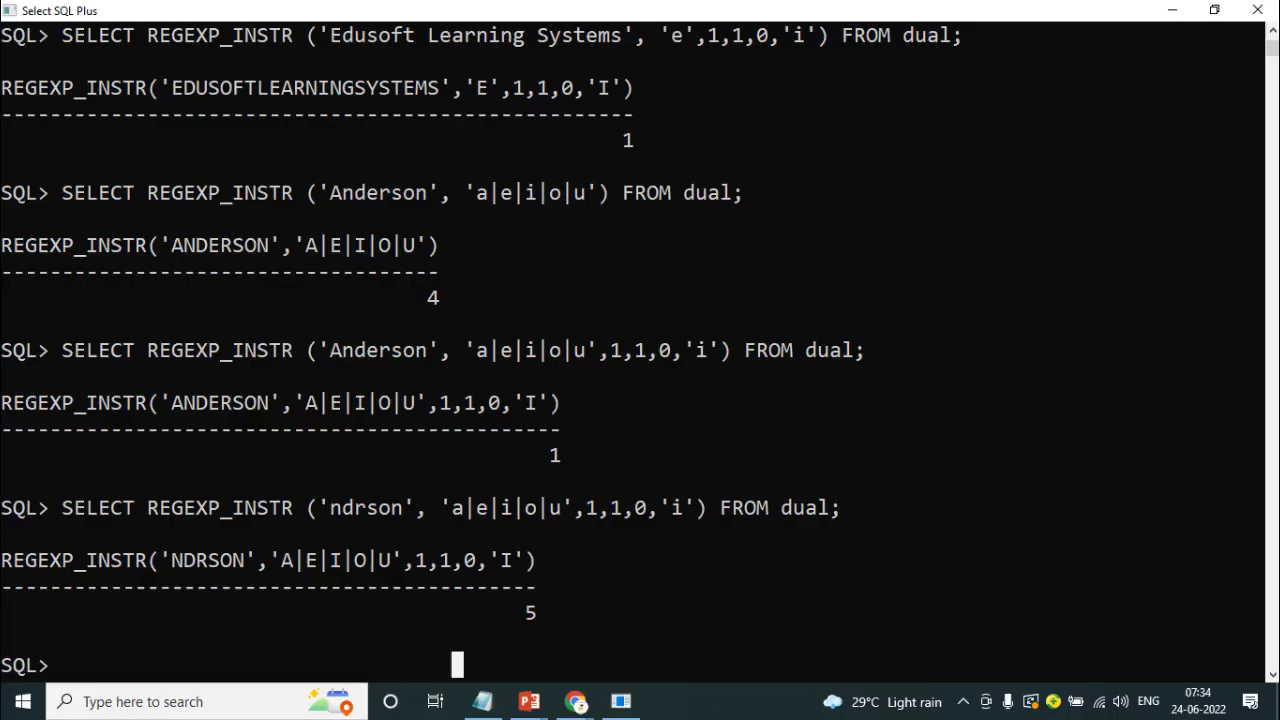 Select SQL Plus
SQL> SELECT REGEXP_INSTR ('Edusoft Learning Systems', 'e',1,1,0,'i') FROM dual;
REGEXP_INSTR('EDUSOFTLEARNINGSYSTEMS','E',1,1,0,'I')
----------------------------------------------------
1
SQL> SELECT REGEXP_INSTR ('Anderson', 'a|e|i|o|u') FROM dual;
REGEXP_INSTR('ANDERSON','A|E|I|O|U')
------------------------------------
4
SQL> SELECT REGEXP_INSTR ('Anderson', 'a|e|i|o|u',1,1,0,'i') FROM dual;
REGEXP_INSTR('ANDERSON','A|E|I|O|U',1,1,0,'I')
----------------------------------------------
1
SQL> SELECT REGEXP_INSTR ('ndrson', 'a|e|i|o|u',1,1,0,'i') FROM dual;
REGEXP_INSTR('NDRSON','A|E|I|O|U',1,1,0,'I')
--------------------------------------------
5
SQL>
Type here to search
29°C Light rain
ENG
07:34
24-06-2022